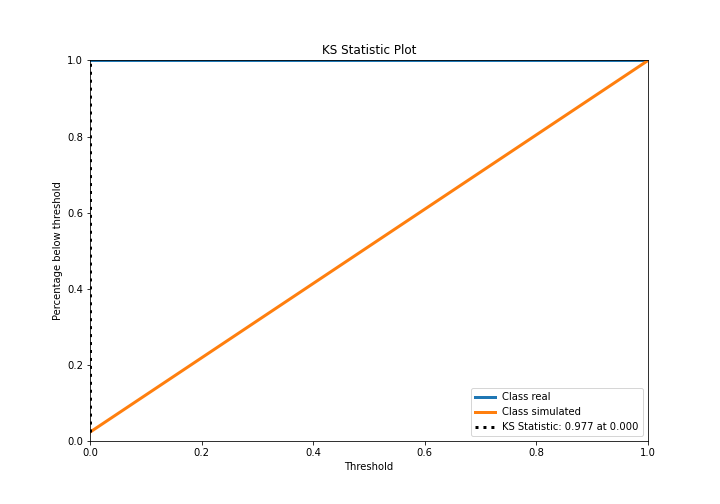 KS Statistic Plot
Percentage below threshold
1.0
0.8
0.6
0.4
0.2
0.0
0.0 0.2 0.4 0.6 0.8 1.0
Threshold
Class real
Class simulated
KS Statistic: 0.977 at 0.000